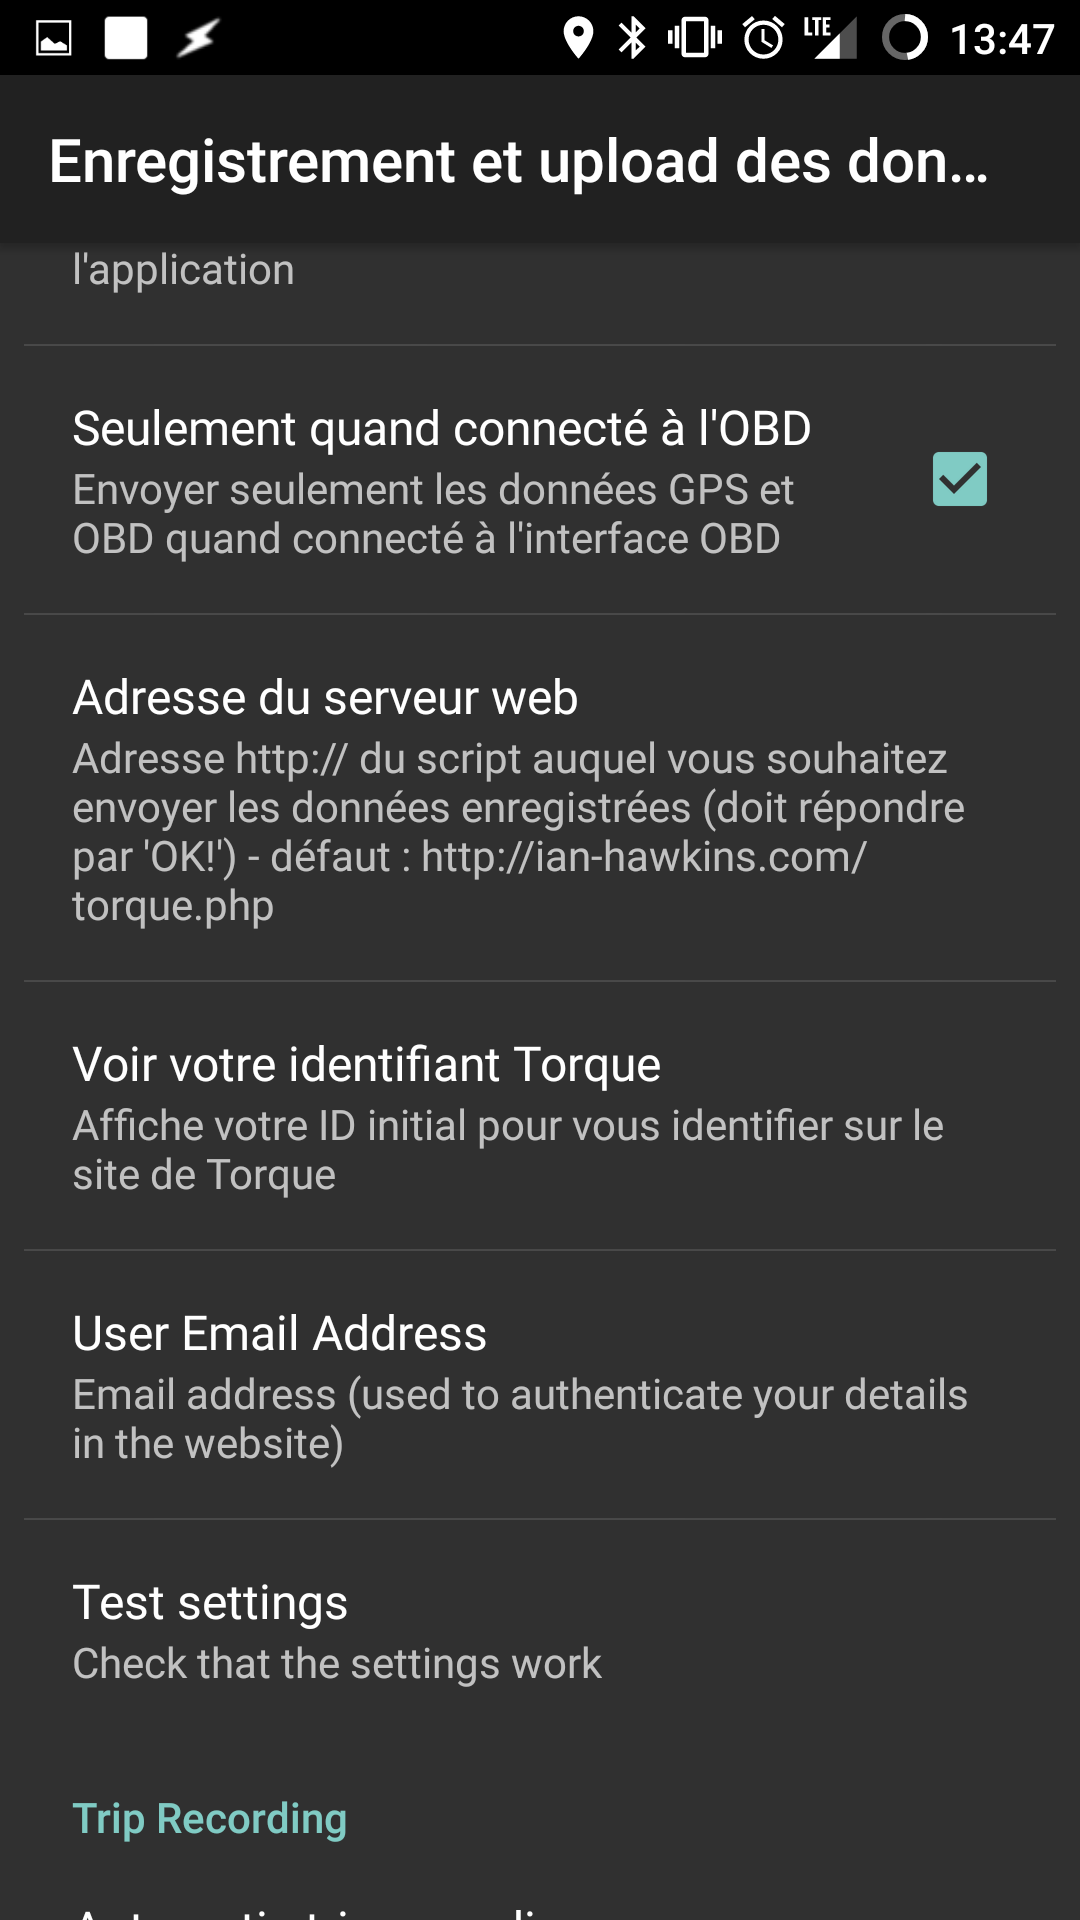 LTE 13:47
Enregistrement et upload des don...
l'application
Seulement quand connecté à l'OBD
Envoyer seulement les données GPS et
OBD quand connecté à l'interface OBD
Adresse du serveur web
Adresse http:// du script auquel vous souhaitez
envoyer les données enregistrées (doit répondre
par 'OK!') - défaut : http://ian-hawkins.com/
torque.php
Voir votre identifiant Torque
Affiche votre ID initial pour vous identifier sur le
site de Torque
User Email Address
Email address (used to authenticate your details
in the website)
Test settings
Check that the settings work
Trip Recording